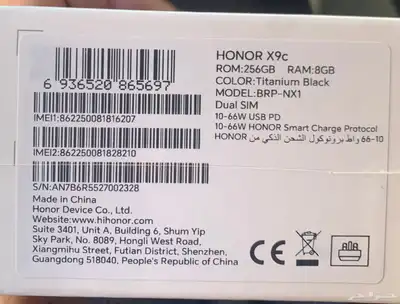 6 936520 865697
IMEI1:862250081816207
IMEI2:862250081828210
S/N:AN7B6R5527002328
Made in China
Honor Device Co., Ltd.
Website:www.hihonor.com
Suite 3401, Unit A, Building 6, Shum Yip
Sky Park, No. 8089, Hongli West Road,
Xiangmihu Street, Futian District, Shenzhen,
Guangdong 518040, People's Republic of China
HONOR X9c
ROM:256GB RAM:8GB
COLOR:Titanium Black
MODEL:BRP-NX1
Dual SIM
10-66W USB PD
10-66W HONOR Smart Charge Protocol
10-66 واط بروتوكول الشحن الذكي من HONOR
CE